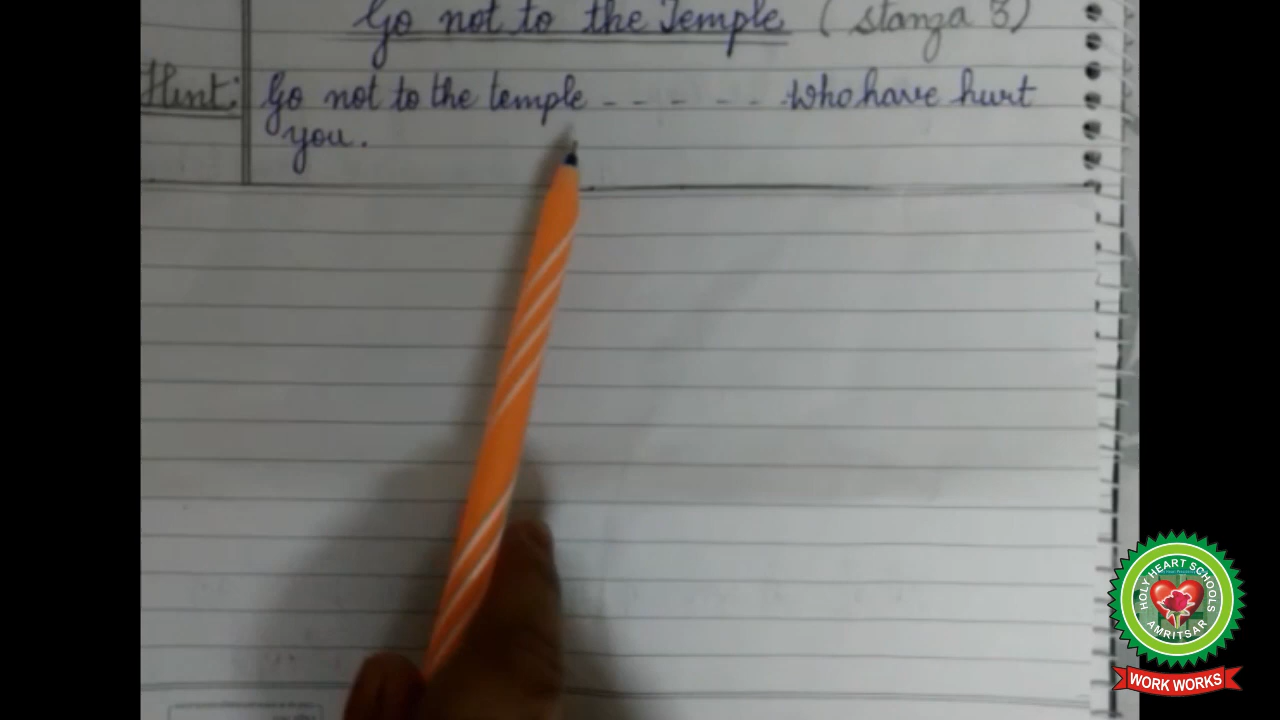 Go not to the Temple (stanza 3)
Hint: Go not to the temple - - - - - - Who have hurt
you.
HOLY HEART SCHOOLS
AMRITSAR
WORK WORKS